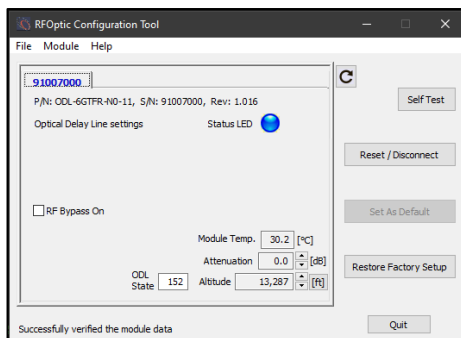 RFOptic Configuration Tool
File Module Help
91007000
P/N: ODL-6GTFR-N0-11, S/N: 91007000, Rev: 1.016
Self Test
Optical Delay Line settings
Status LED
Reset / Disconnect
RF Bypass On
Set As Default
Module Temp. 30.2 [°C]
Attenuation 0.0 [dB]
Restore Factory Setup
ODL State 152 Altitude 13,287 [ft]
Successfully verified the module data
Quit